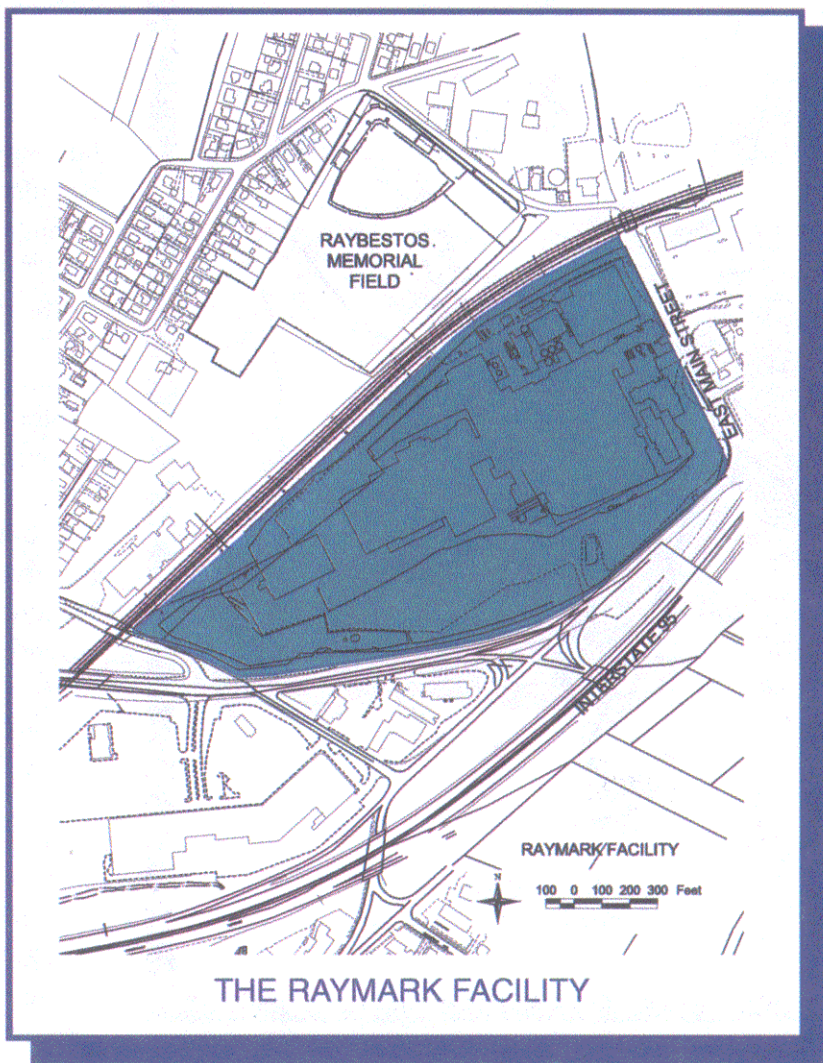 RAYBESTOS
MEMORIAL
FIELD
EAST MAIN STREET
INTERSTATE 95
RAYMARK FACILITY
N
100 0 100 200 300 Feet
THE RAYMARK FACILITY